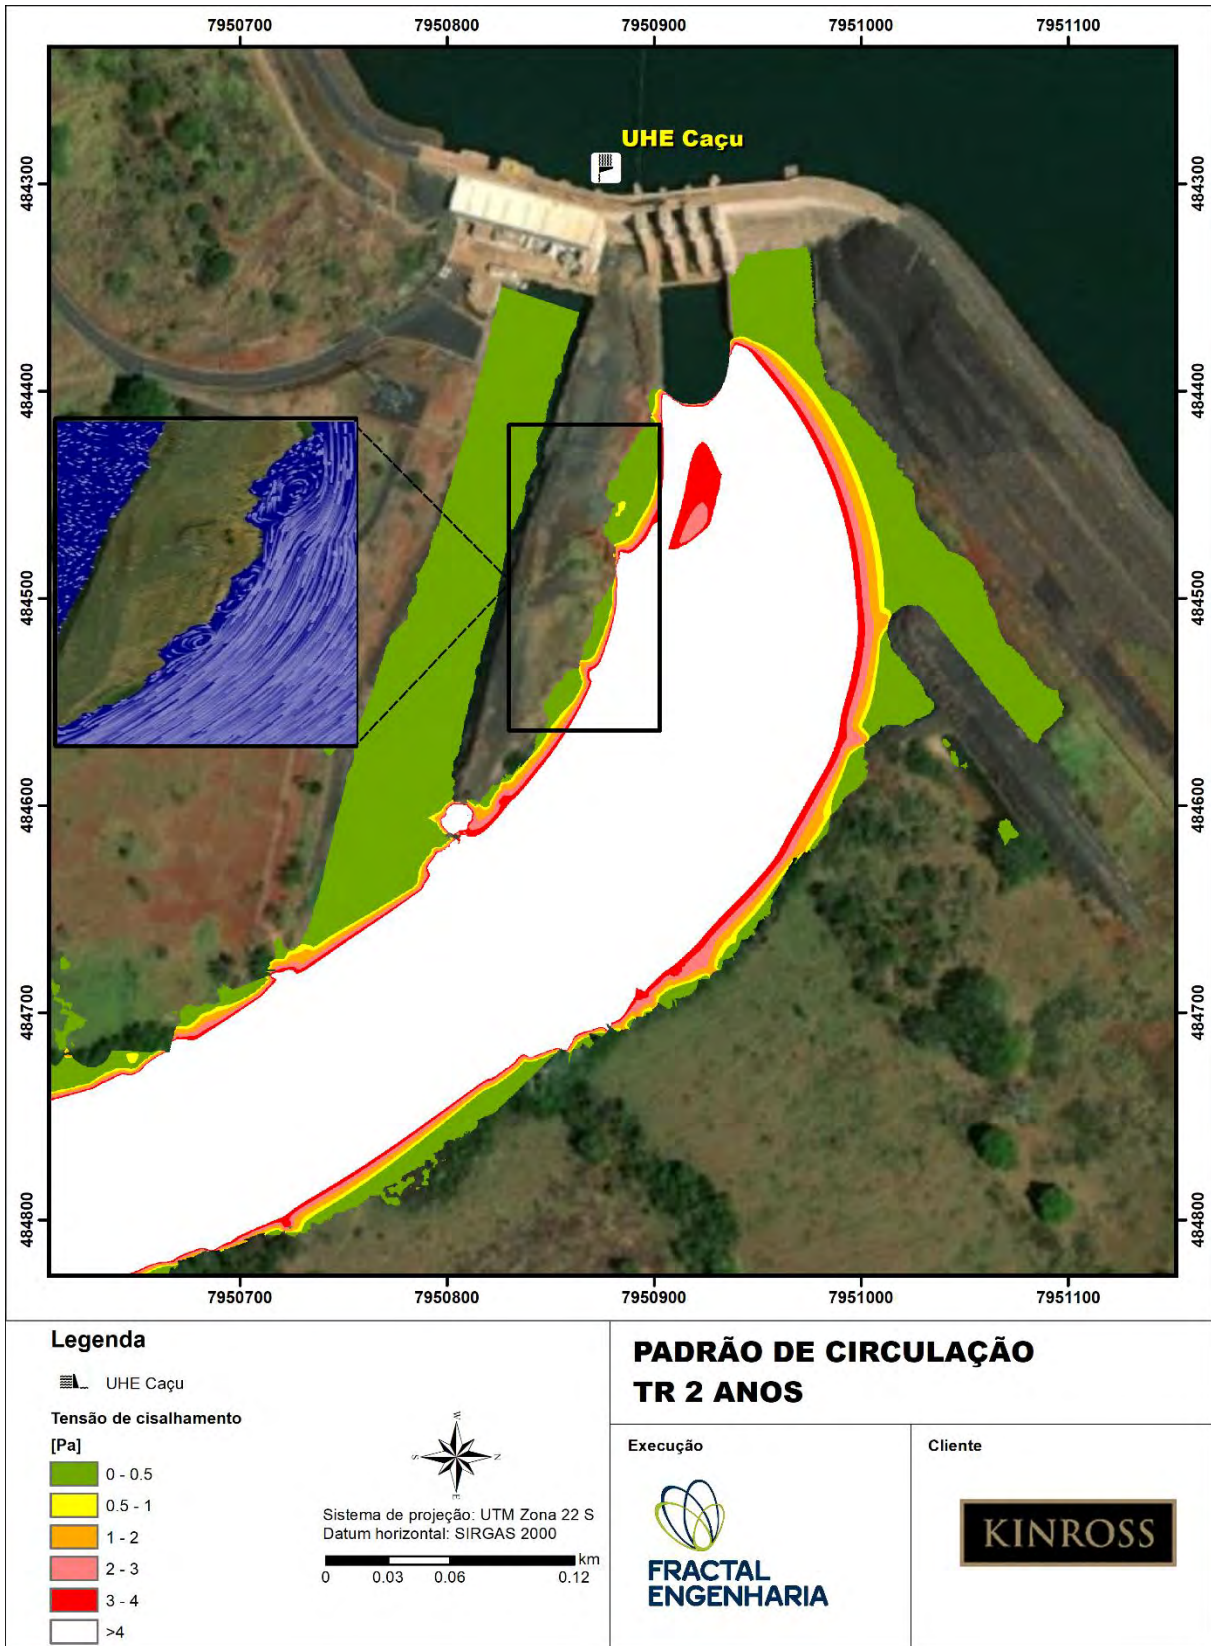 7950700 7950800 7950900 7951000 7951100
UHE Caçu
484300 484300
484400 484400
484500 484500
484600 484600
484700 484700
484800 484800
7950700 7950800 7950900 7951000 7951100
Legenda
UHE Caçu
Tensão de cisalhamento
[Pa]
0 - 0.5
0.5 - 1
1 - 2
2 - 3
3 - 4
>4
W
S N
E
Sistema de projeção: UTM Zona 22 S
Datum horizontal: SIRGAS 2000
km
0 0.03 0.06 0.12
PADRÃO DE CIRCULAÇÃO
TR 2 ANOS
Execução
FRACTAL
ENGENHARIA
Cliente
KINROSS